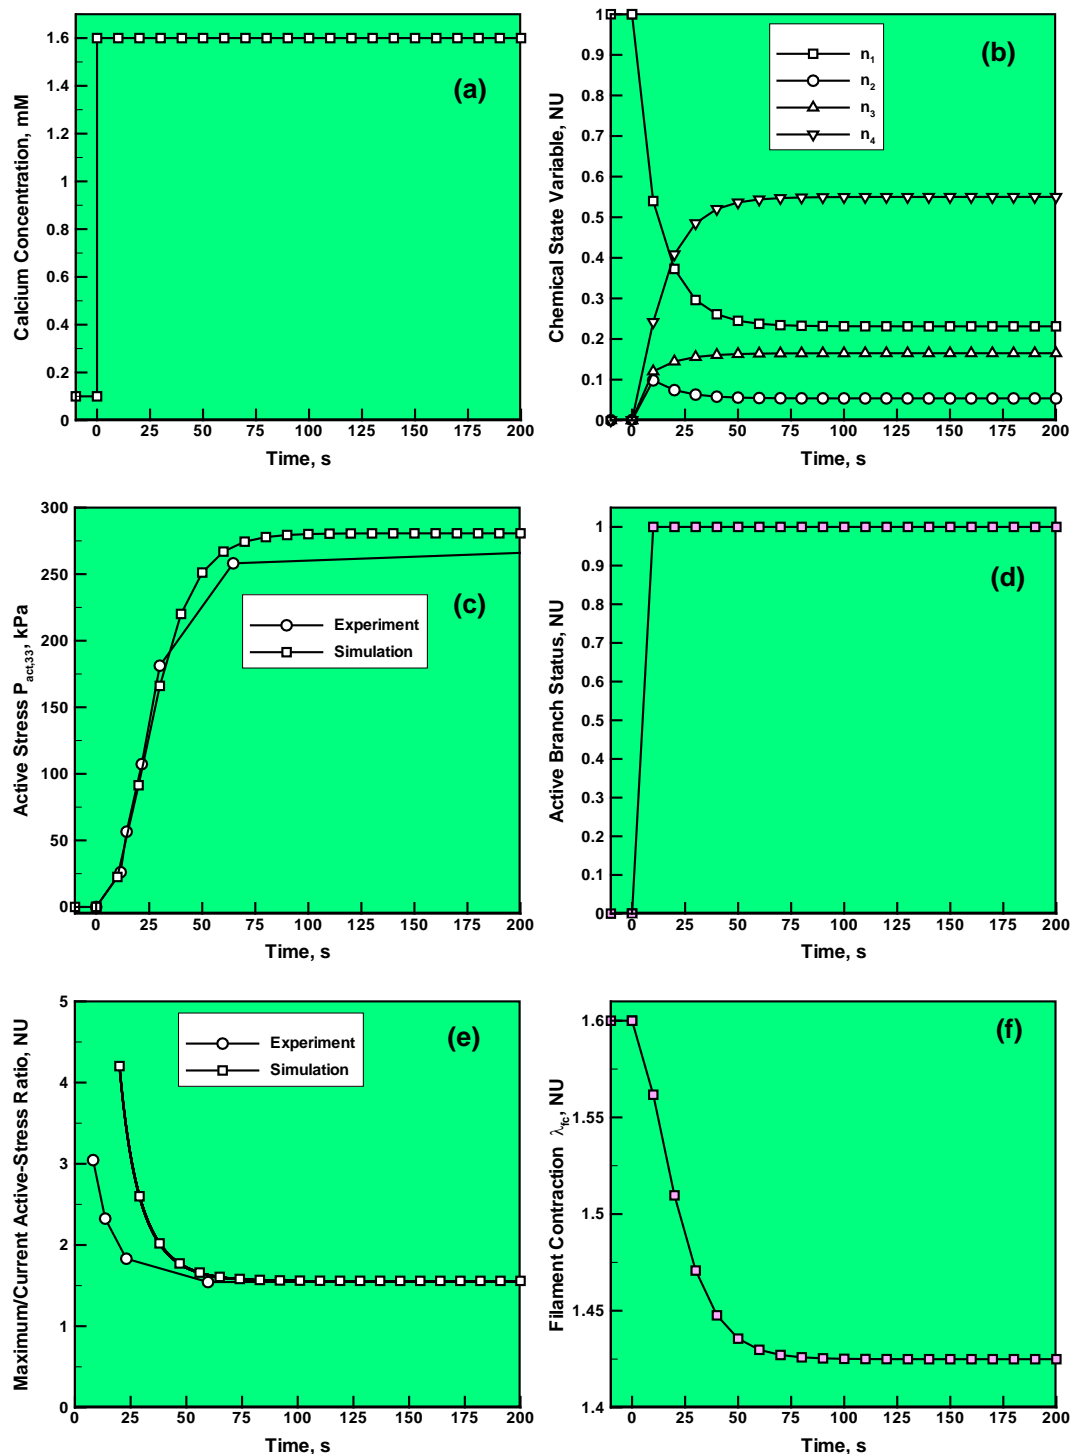 (a)
Calcium Concentration, mM
1.6
1.4
1.2
1
0.8
0.6
0.4
0.2
0
0 25 50 75 100 125 150 175 200
Time, s
(b)
n1
n2
n3
n4
Chemical State Variable, NU
1
0.9
0.8
0.7
0.6
0.5
0.4
0.3
0.2
0.1
0
0 25 50 75 100 125 150 175 200
Time, s
(c)
Experiment
Simulation
Active Stress Pact,33, kPa
300
250
200
150
100
50
0
0 25 50 75 100 125 150 175 200
Time, s
(d)
Active Branch Status, NU
1
0.9
0.8
0.7
0.6
0.5
0.4
0.3
0.2
0.1
0
0 25 50 75 100 125 150 175 200
Time, s
(e)
Experiment
Simulation
Maximum/Current Active-Stress Ratio, NU
5
4
3
2
1
0
0 25 50 75 100 125 150 175 200
Time, s
(f)
Filament Contraction λfc, NU
1.6
1.55
1.5
1.45
1.4
0 25 50 75 100 125 150 175 200
Time, s